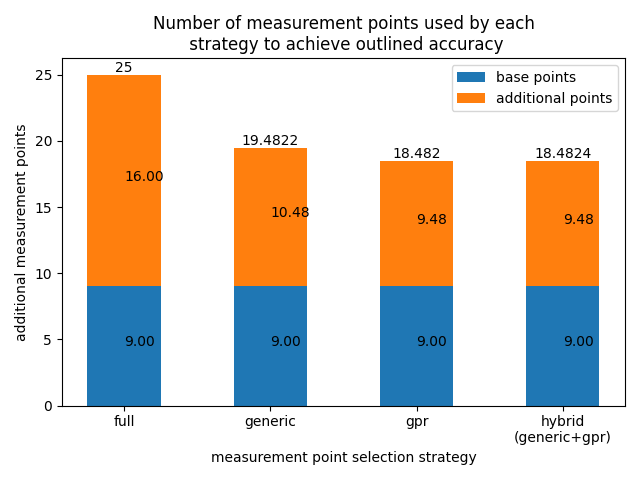 Number of measurement points used by each
strategy to achieve outlined accuracy
additional measurement points
25
20
15
10
5
0
base points
additional points
25
19.4822
18.482
18.4824
16.00
10.48
9.48
9.48
9.00
9.00
9.00
9.00
full
generic
gpr
hybrid
(generic+gpr)
measurement point selection strategy